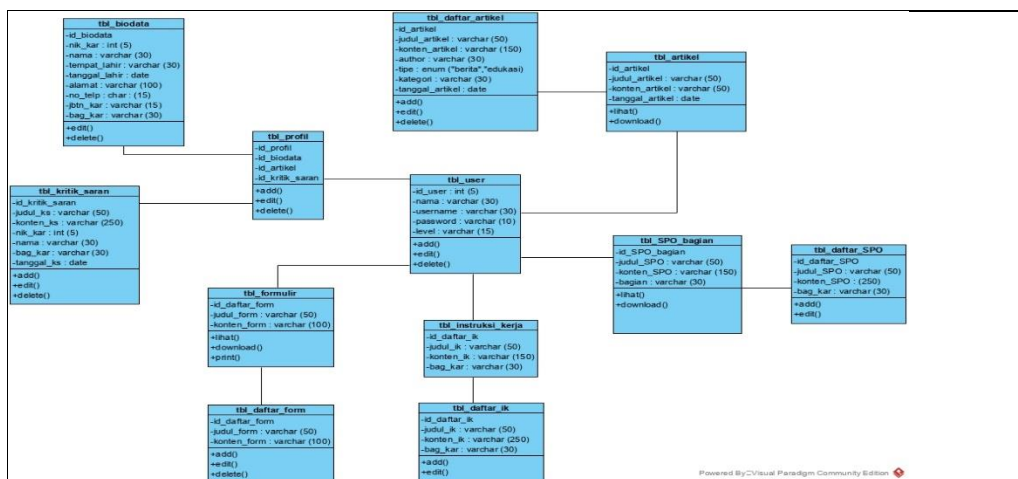 tbl_biodata
-id_biodata
-nik_kar : int (5)
-nama : varchar (30)
-tempat_lahir : varchar (30)
-tanggal_lahir : date
-alamat : varchar (100)
-no_telp : char : (15)
-jbtn_kar : varchar (15)
-bag_kar : varchar (30)
+edit()
+delete()
tbl_daftar_artikel
-id_artikel
-judul_artikel : varchar (50)
-konten_artikel : varchar (150)
-author : varchar (30)
-tipe : enum ("berita","edukasi)
-kategori : varchar (30)
-tanggal_artikel : date
+add()
+edit()
+delete()
tbl_artikel
-id_artikel
-judul_artikel : varchar (50)
-konten_artikel : varchar (50)
-tanggal_artikel : date
+lihat()
+download()
tbl_profil
-id_profil
-id_biodata
-id_artikel
-id_kritik_saran
+add()
+edit()
+delete()
tbl_kritik_saran
-id_kritik_saran
-judul_ks : varchar (50)
-konten_ks : varchar (250)
-nik_kar : int (5)
-nama : varchar (30)
-bag_kar : varchar (30)
-tanggal_ks : date
+add()
+edit()
+delete()
tbl_user
-id_user : int (5)
-nama : varchar (30)
-username : varchar (30)
-password : varchar (10)
-level : varchar (15)
+add()
+edit()
+delete()
tbl_SPO_bagian
-id_SPO_bagian
-judul_SPO : varchar (50)
-konten_SPO : varchar (150)
-bagian : varchar (30)
+lihat()
+download()
tbl_daftar_SPO
-id_daftar_SPO
-judul_SPO : varchar (50)
-konten_SPO : (250)
-bag_kar : varchar (30)
+add()
+edit()
tbl_formulir
-id_daftar_form
-judul_form : varchar (50)
-konten_form : varchar (100)
+lihat()
+download()
+print()
tbl_instruksi_kerja
-id_daftar_ik
-judul_ik : varchar (50)
-konten_ik : varchar (150)
-bag_kar : varchar (30)
tbl_daftar_form
-id_daftar_form
-judul_form : varchar (50)
-konten_form : varchar (100)
+add()
+edit()
+delete()
tbl_daftar_ik
-id_daftar_ik
-judul_ik : varchar (50)
-konten_ik : varchar (250)
-bag_kar : varchar (30)
+add()
+edit()
Powered By Visual Paradigm Community Edition